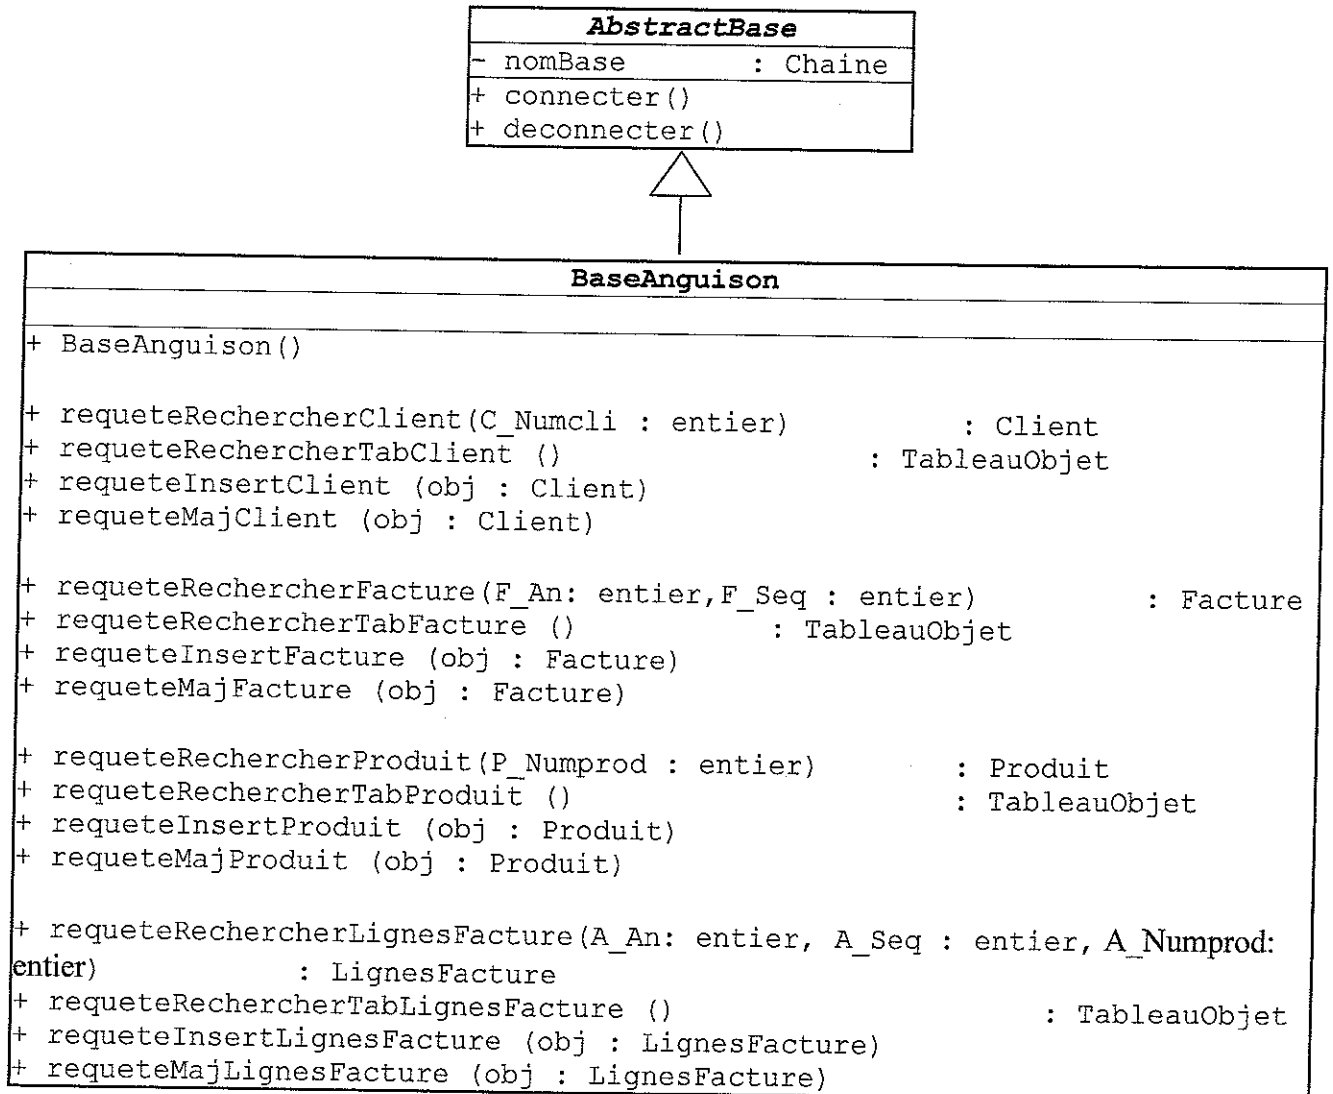 AbstractBase
- nomBase : Chaine
+ connecter()
+ deconnecter()
BaseAnguison
+ BaseAnguison()
+ requeteRechercherClient(C_Numcli : entier) : Client
+ requeteRechercherTabClient () : TableauObjet
+ requeteInsertClient (obj : Client)
+ requeteMajClient (obj : Client)
+ requeteRechercherFacture(F_An: entier,F_Seq : entier) : Facture
+ requeteRechercherTabFacture () : TableauObjet
+ requeteInsertFacture (obj : Facture)
+ requeteMajFacture (obj : Facture)
+ requeteRechercherProduit(P_Numprod : entier) : Produit
+ requeteRechercherTabProduit () : TableauObjet
+ requeteInsertProduit (obj : Produit)
+ requeteMajProduit (obj : Produit)
+ requeteRechercherLignesFacture(A_An: entier, A_Seq : entier, A_Numprod:
entier) : LignesFacture
+ requeteRechercherTabLignesFacture () : TableauObjet
+ requeteInsertLignesFacture (obj : LignesFacture)
+ requeteMajLignesFacture (obj : LignesFacture)